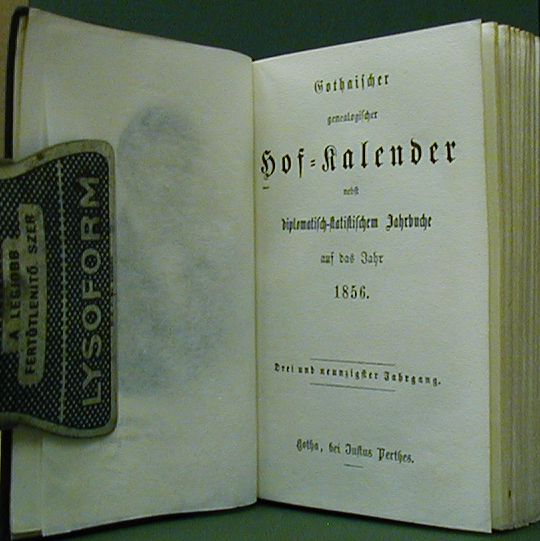 A LEGJOBB
FERTŐTLENITŐ SZER
LYSOFORM
Gothaischer
genealogischer
Hof-Kalender
nebst
diplomatisch-statistischem Jahrbuche
auf das Jahr
1856.
Drei und neunzigster Jahrgang.
Gotha, bei Justus Perthes.